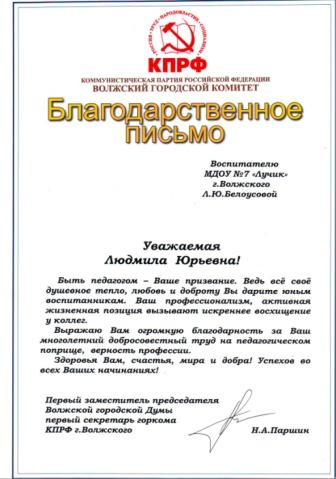 РОССИЯ · ТРУД · НАРОДОВЛАСТИЕ · СОЦИАЛИЗМ
КПРФ
КОММУНИСТИЧЕСКАЯ ПАРТИЯ РОССИЙСКОЙ ФЕДЕРАЦИИ
ВОЛЖСКИЙ ГОРОДСКОЙ КОМИТЕТ
Благодарственное
письмо
Воспитателю
МДОУ №7 «Лучик»
г.Волжского
Л.Ю.Белоусовой
Уважаемая
Людмила Юрьевна!
Быть педагогом – Ваше призвание. Ведь всё своё
душевное тепло, любовь и доброту Вы дарите юным
воспитанникам. Ваш профессионализм, активная
жизненная позиция вызывают искреннее восхищение
у коллег.
Выражаю Вам огромную благодарность за Ваш
многолетний добросовестный труд на педагогическом
поприще, верность профессии.
Здоровья Вам, счастья, мира и добра! Успехов во
всех Ваших начинаниях!
Первый заместитель председателя
Волжской городской Думы
первый секретарь горкома
КПРФ г.Волжского
Н.А.Паршин